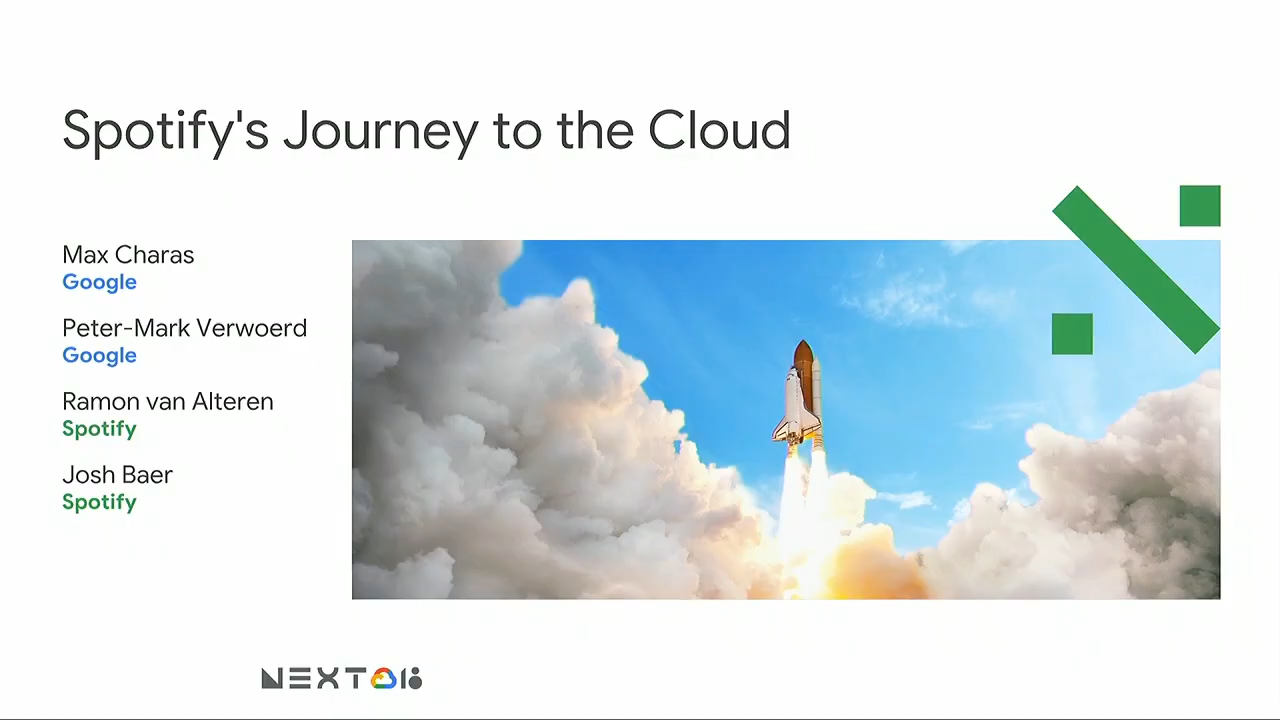 Spotify's Journey to the Cloud
Max Charas
Google
Peter-Mark Verwoerd
Google
Ramon van Alteren
Spotify
Josh Baer
Spotify
NEXT 18